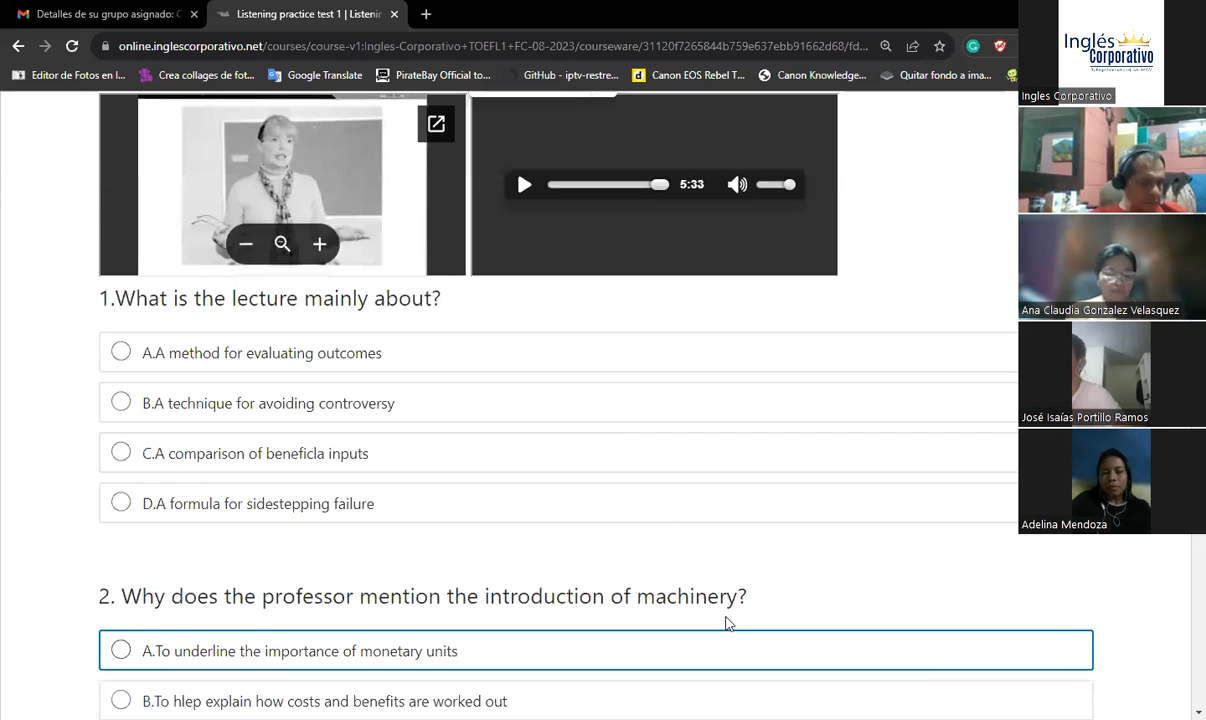 Detalles de su grupo asignado: C
Listening practice test 1 | Listenin
online.inglescorporativo.net/courses/course-v1:Ingles-Corporativo+TOEFL1+FC-08-2023/courseware/31120f7265844b759e637ebb91662d68/fd...
Editor de Fotos en l...
Crea collages de fot...
Google Translate
PirateBay Official to...
GitHub - iptv-restre...
Canon EOS Rebel T...
Canon Knowledge...
Quitar fondo a ima...
Inglés
Corporativo
Ingles Corporativo
5:33
1.What is the lecture mainly about?
A.A method for evaluating outcomes
B.A technique for avoiding controversy
C.A comparison of beneficla inputs
D.A formula for sidestepping failure
2. Why does the professor mention the introduction of machinery?
A.To underline the importance of monetary units
B.To hlep explain how costs and benefits are worked out
Ana Claudia Gonzalez Velasquez
José Isaías Portillo Ramos
Adelina Mendoza